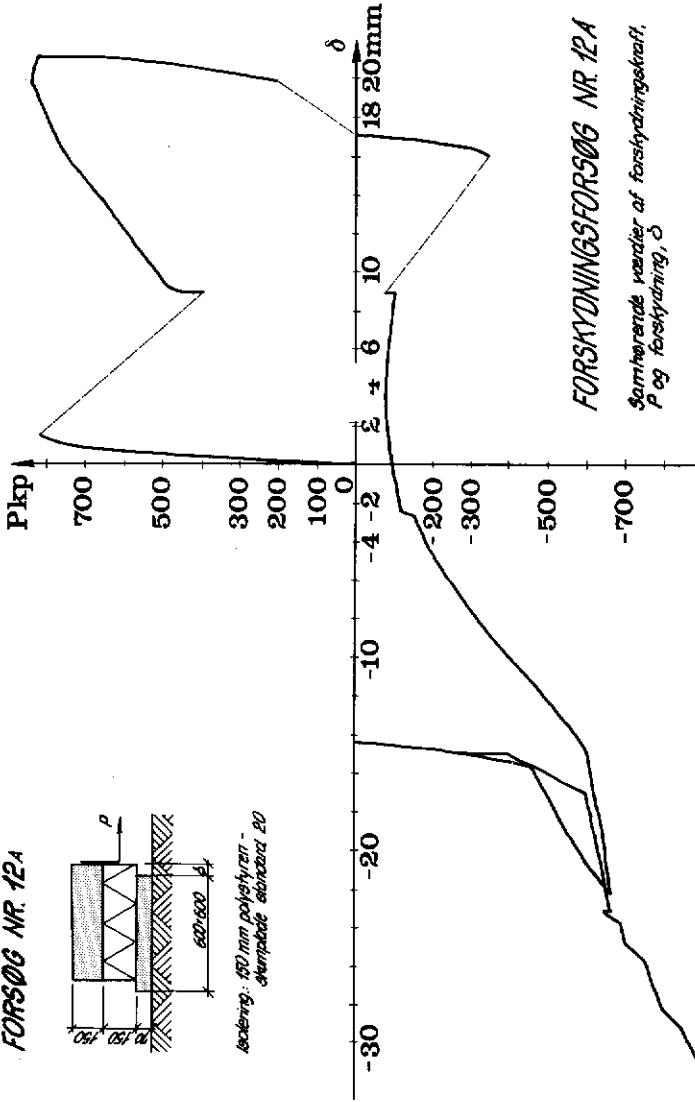 FORSØG NR. 12A
150
150
70
P
δ
600×600
Isolering: 150 mm polystyren -
skumplade standard 20
Pkp
700
500
300
200
100
0
-200
-300
-500
-700
-30
-20
-10
-4
-2
2
4
6
10
18
20mm
δ
FORSKYDNINGSFORSØG NR. 12A
Samhørende værdier af forskydningskraft,
P og forskydning, δ